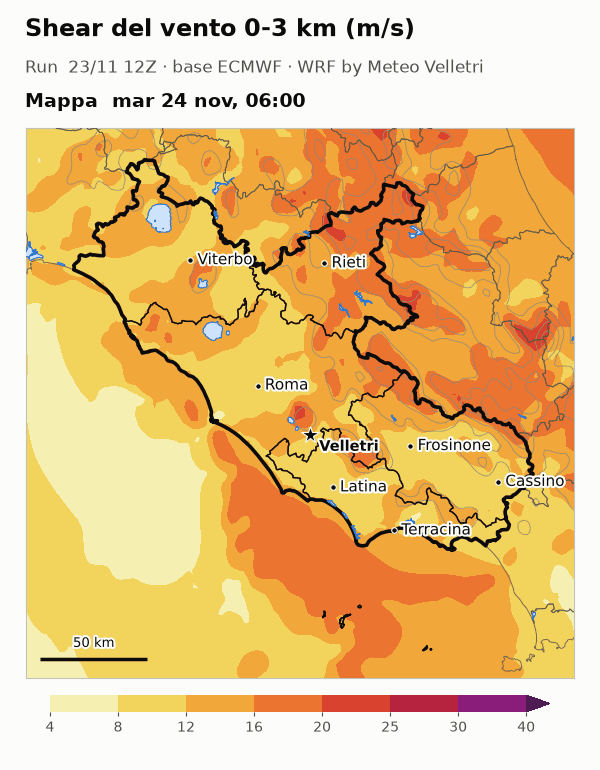 Shear del vento 0-3 km (m/s)
Run 23/11 12Z · base ECMWF · WRF by Meteo Velletri
Mappa mar 24 nov, 06:00
Viterbo
Rieti
Roma
Velletri
Frosinone
Cassino
Latina
Terracina
50 km
4 8 12 16 20 25 30 40